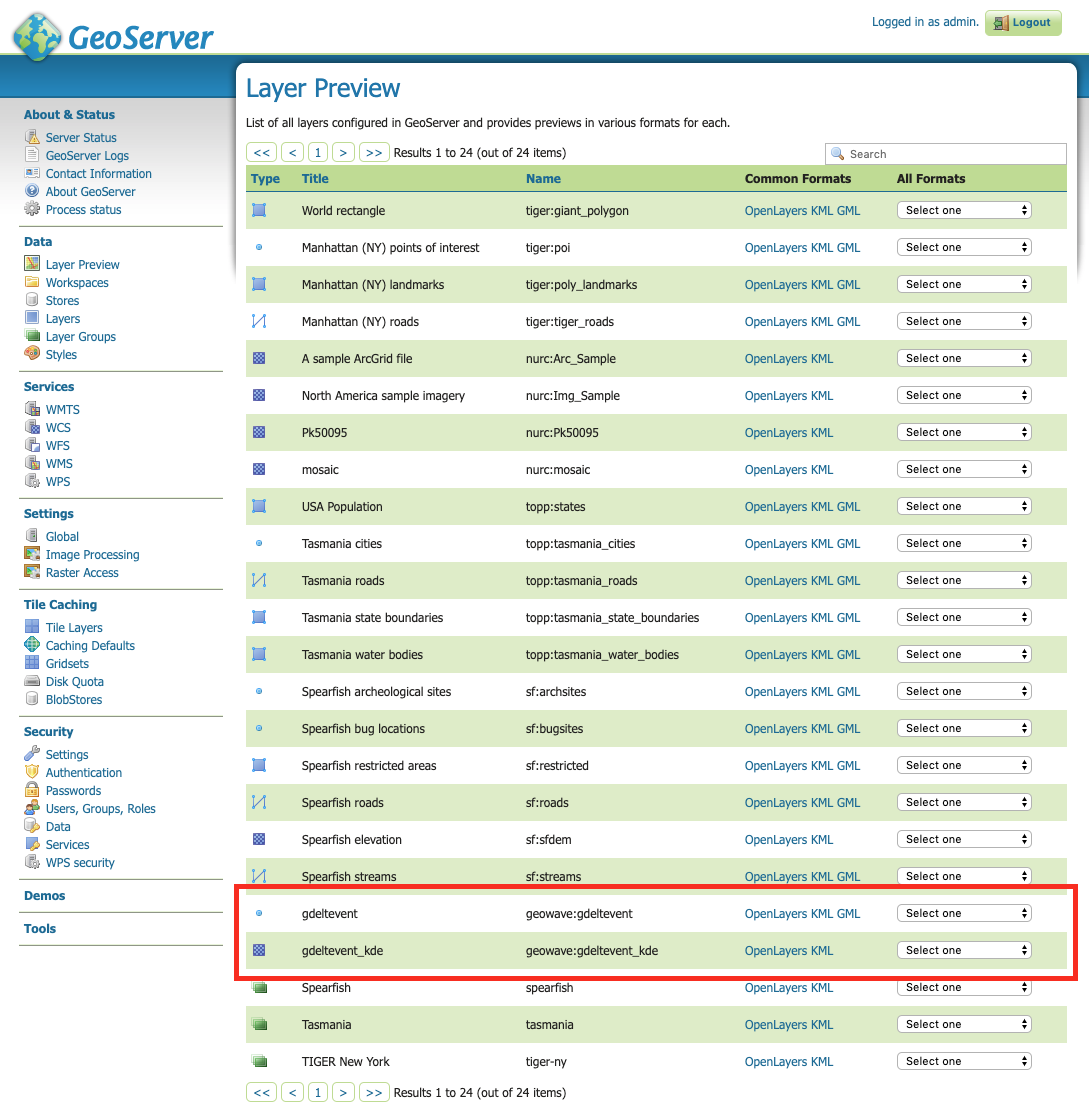 GeoServer
Logged in as admin. Logout
About & Status
Server Status
GeoServer Logs
Contact Information
About GeoServer
Process status
Data
Layer Preview
Workspaces
Stores
Layers
Layer Groups
Styles
Services
WMTS
WCS
WFS
WMS
WPS
Settings
Global
Image Processing
Raster Access
Tile Caching
Tile Layers
Caching Defaults
Gridsets
Disk Quota
BlobStores
Security
Settings
Authentication
Passwords
Users, Groups, Roles
Data
Services
WPS security
Demos
Tools
Layer Preview
List of all layers configured in GeoServer and provides previews in various formats for each.
<< < 1 > >> Results 1 to 24 (out of 24 items) Search
Type Title Name Common Formats All Formats
World rectangle tiger:giant_polygon OpenLayers KML GML Select one
Manhattan (NY) points of interest tiger:poi OpenLayers KML GML Select one
Manhattan (NY) landmarks tiger:poly_landmarks OpenLayers KML GML Select one
Manhattan (NY) roads tiger:tiger_roads OpenLayers KML GML Select one
A sample ArcGrid file nurc:Arc_Sample OpenLayers KML Select one
North America sample imagery nurc:Img_Sample OpenLayers KML Select one
Pk50095 nurc:Pk50095 OpenLayers KML Select one
mosaic nurc:mosaic OpenLayers KML Select one
USA Population topp:states OpenLayers KML GML Select one
Tasmania cities topp:tasmania_cities OpenLayers KML GML Select one
Tasmania roads topp:tasmania_roads OpenLayers KML GML Select one
Tasmania state boundaries topp:tasmania_state_boundaries OpenLayers KML GML Select one
Tasmania water bodies topp:tasmania_water_bodies OpenLayers KML GML Select one
Spearfish archeological sites sf:archsites OpenLayers KML GML Select one
Spearfish bug locations sf:bugsites OpenLayers KML GML Select one
Spearfish restricted areas sf:restricted OpenLayers KML GML Select one
Spearfish roads sf:roads OpenLayers KML GML Select one
Spearfish elevation sf:sfdem OpenLayers KML Select one
Spearfish streams sf:streams OpenLayers KML GML Select one
gdeltevent geowave:gdeltevent OpenLayers KML GML Select one
gdeltevent_kde geowave:gdeltevent_kde OpenLayers KML Select one
Spearfish spearfish OpenLayers KML Select one
Tasmania tasmania OpenLayers KML Select one
TIGER New York tiger-ny OpenLayers KML Select one
<< < 1 > >> Results 1 to 24 (out of 24 items)